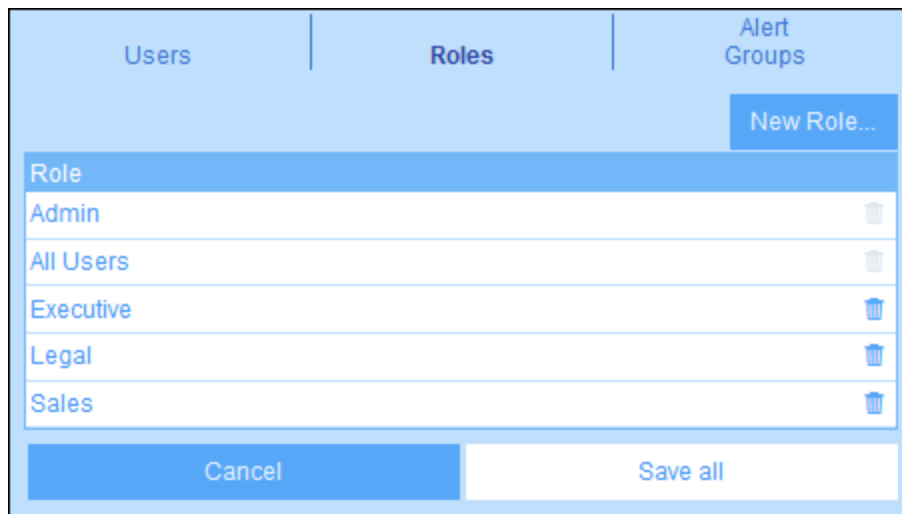 Users
Roles
Alert
Groups
New Role...
Role
Admin
All Users
Executive
Legal
Sales
Cancel
Save all